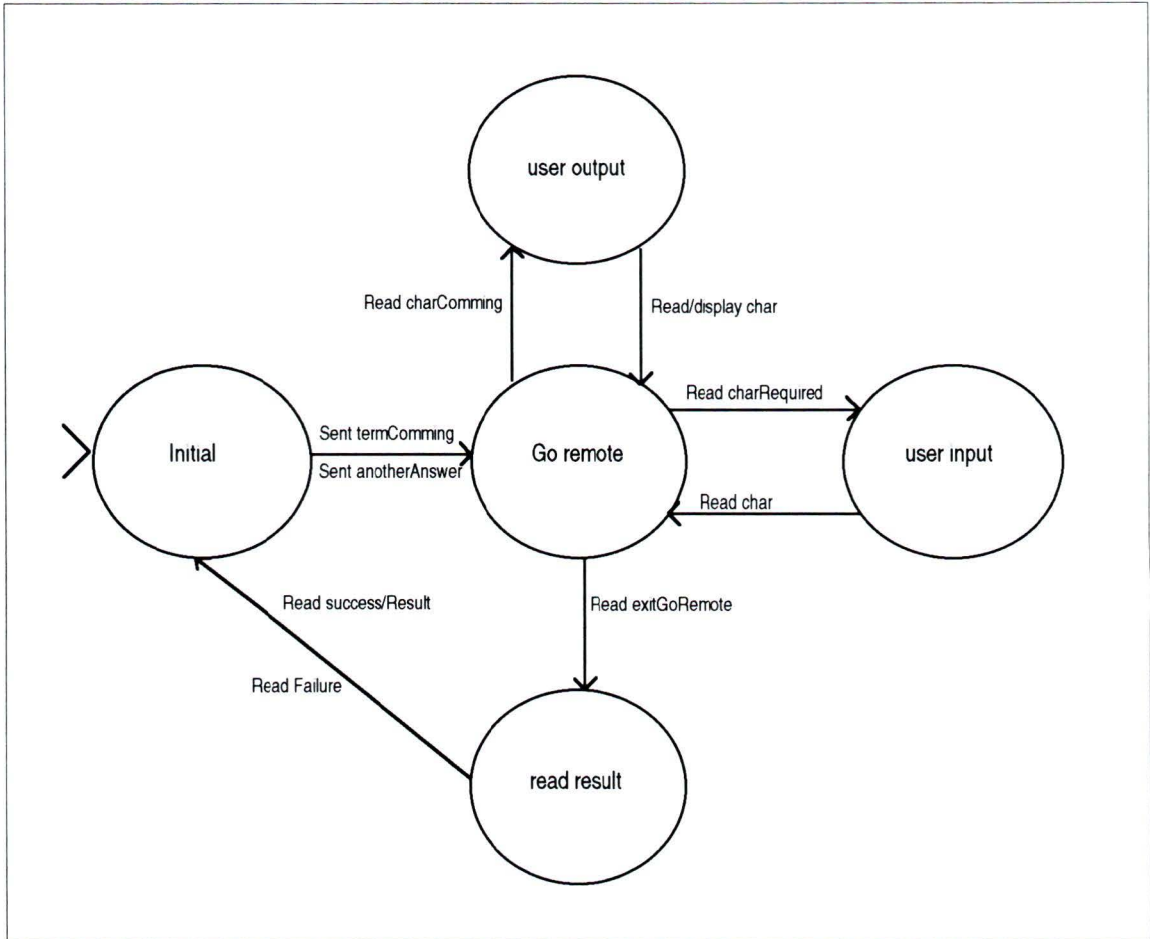 user output
Read charComming
Read/display char
Read charRequired
Initial
Sent termComming
Sent anotherAnswer
Go remote
user input
Read char
Read success/Result
Read exitGoRemote
Read Failure
read result